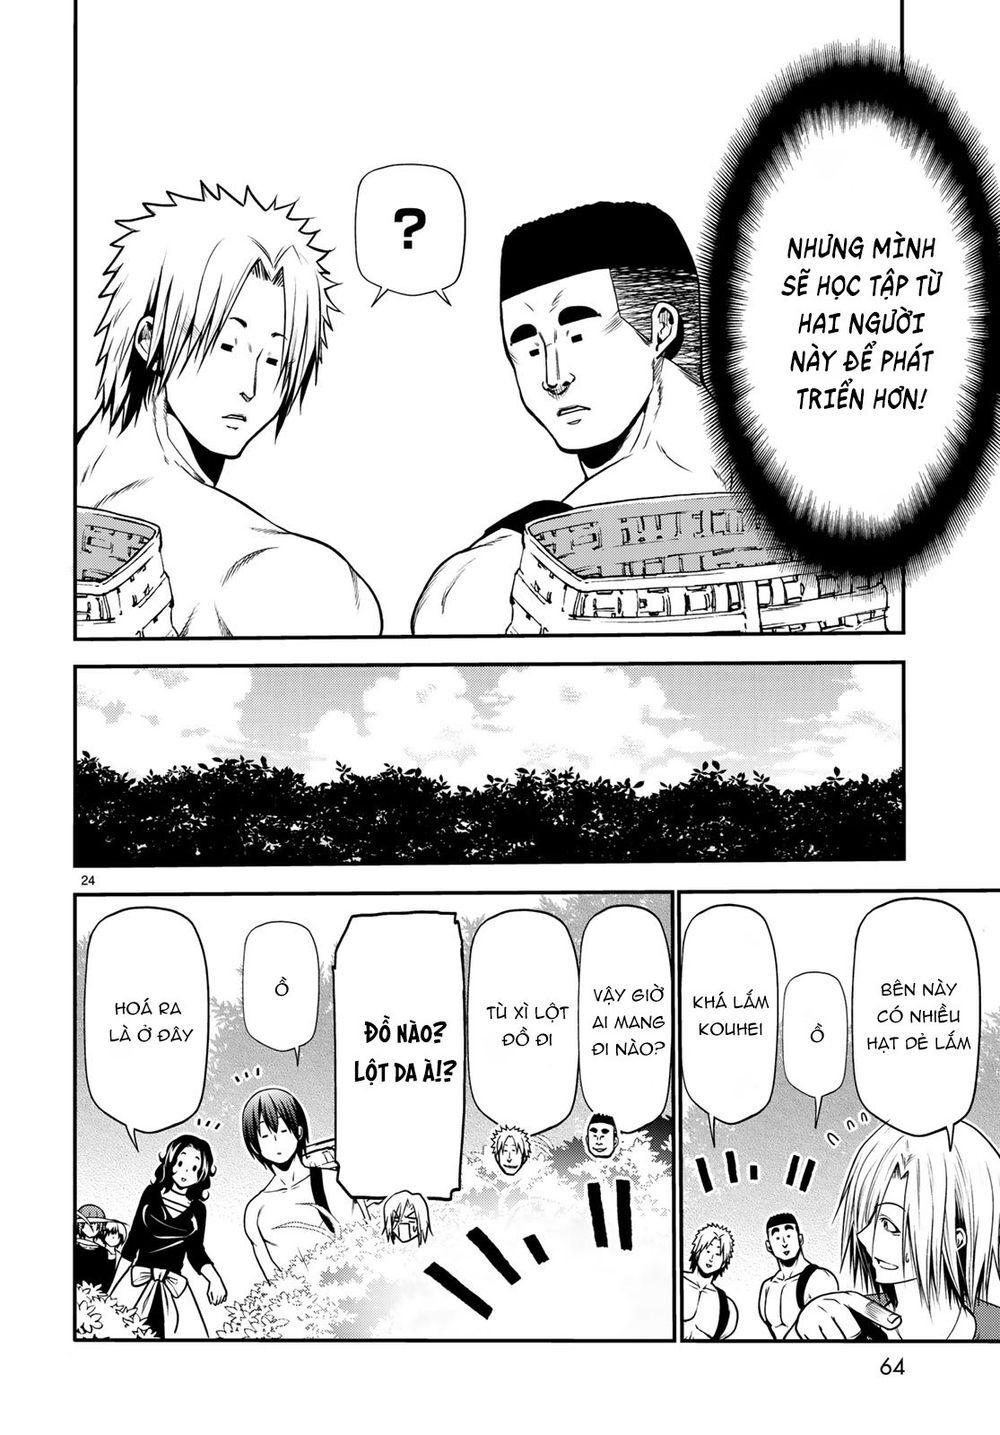 NHƯNG MÌNH
SẼ HỌC TẬP TỪ
HAI NGƯỜI
NÀY ĐỂ PHÁT
TRIỂN HƠN!
?
24
BÊN NÀY
CÓ NHIỀU
HẠT DẺ LẮM
Ồ
KHÁ LẮM
KOUHEI
VẬY GIỜ
AI MANG
ĐI NÀO?
TÙ XÌ LỘT
ĐỒ ĐI
ĐỒ NÀO?
LỘT DA À!?
Ồ
HOÁ RA
LÀ Ở ĐÂY
64